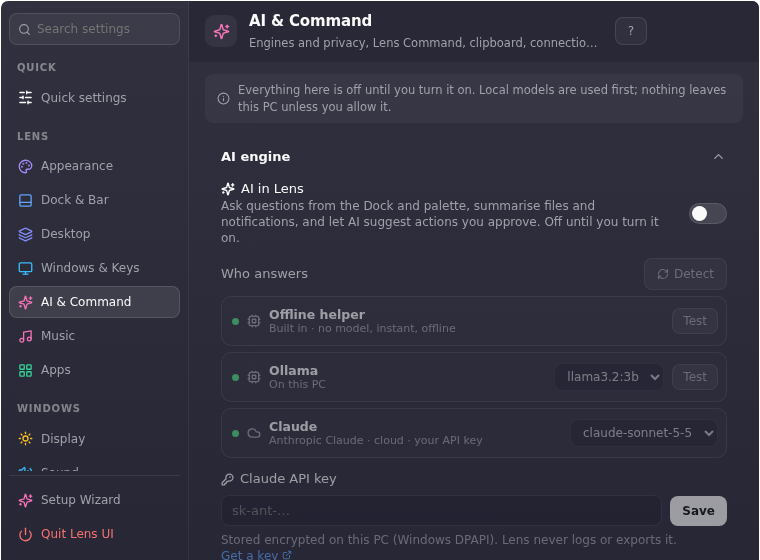 Search settings
QUICK
Quick settings
LENS
Appearance
Dock & Bar
Desktop
Windows & Keys
AI & Command
Music
Apps
WINDOWS
Display
Sound
Setup Wizard
Quit Lens UI
AI & Command
Engines and privacy, Lens Command, clipboard, connectio...
?
Everything here is off until you turn it on. Local models are used first; nothing leaves
this PC unless you allow it.
AI engine
AI in Lens
Ask questions from the Dock and palette, summarise files and
notifications, and let AI suggest actions you approve. Off until you turn it
on.
Who answers
Detect
Offline helper
Built in · no model, instant, offline
Test
Ollama
On this PC
llama3.2:3b
Test
Claude
Anthropic Claude · cloud · your API key
claude-sonnet-5-5
Claude API key
sk-ant-...
Save
Stored encrypted on this PC (Windows DPAPI). Lens never logs or exports it.
Get a key